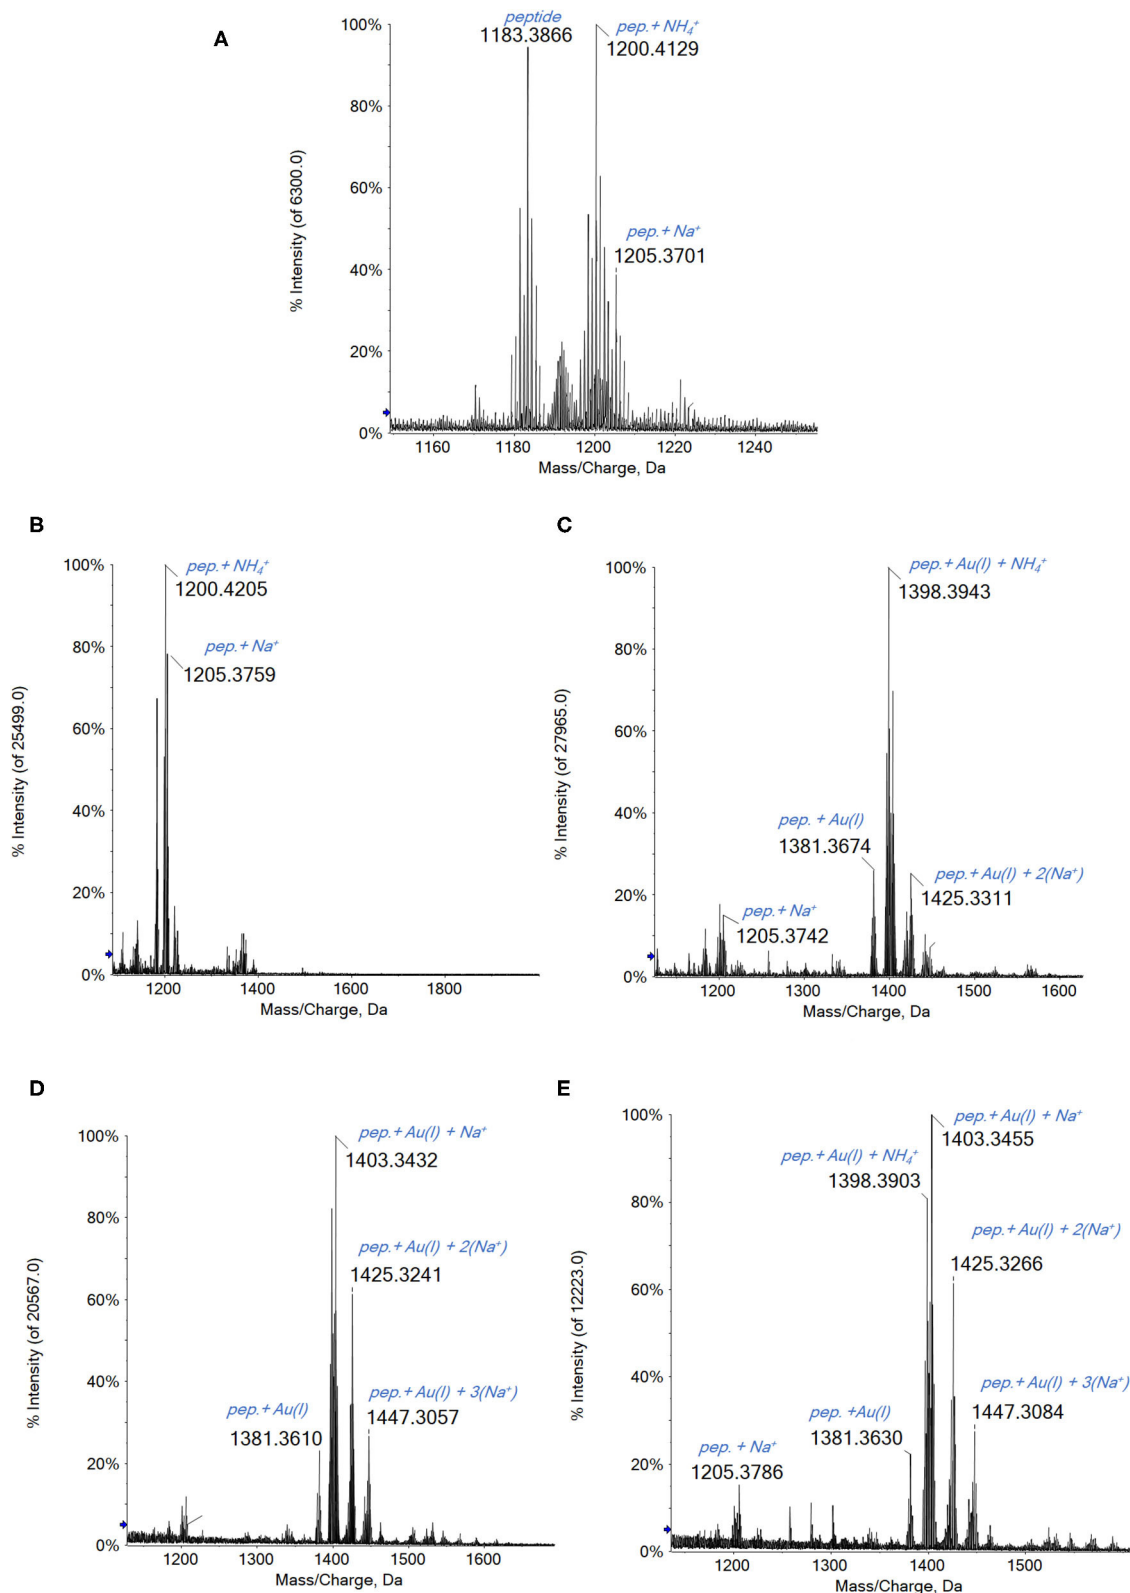 A
peptide
1183.3866
pep.+ NH4+
1200.4129
pep.+ Na+
1205.3701
100%
80%
60%
40%
20%
0%
% Intensity (of 6300.0)
1160 1180 1200 1220 1240
Mass/Charge, Da
B
pep.+ NH4+
1200.4205
pep.+ Na+
1205.3759
100%
80%
60%
40%
20%
0%
% Intensity (of 25499.0)
1200 1400 1600 1800
Mass/Charge, Da
C
pep.+ Au(I) + NH4+
1398.3943
pep. + Au(I)
1381.3674
pep.+ Au(I) + 2(Na+)
1425.3311
pep.+ Na+
1205.3742
100%
80%
60%
40%
20%
0%
% Intensity (of 27965.0)
1200 1300 1400 1500 1600
Mass/Charge, Da
D
pep.+ Au(I) + Na+
1403.3432
pep.+ Au(I) + 2(Na+)
1425.3241
pep.+ Au(I) + 3(Na+)
1447.3057
pep.+ Au(I)
1381.3610
100%
80%
60%
40%
20%
0%
% Intensity (of 20567.0)
1200 1300 1400 1500 1600
Mass/Charge, Da
E
pep.+ Au(I) + Na+
1403.3455
pep.+ Au(I) + NH4+
1398.3903
pep.+ Au(I) + 2(Na+)
1425.3266
pep.+ Au(I) + 3(Na+)
1447.3084
pep. +Au(I)
1381.3630
pep. + Na+
1205.3786
100%
80%
60%
40%
20%
0%
% Intensity (of 12223.0)
1200 1300 1400 1500
Mass/Charge, Da